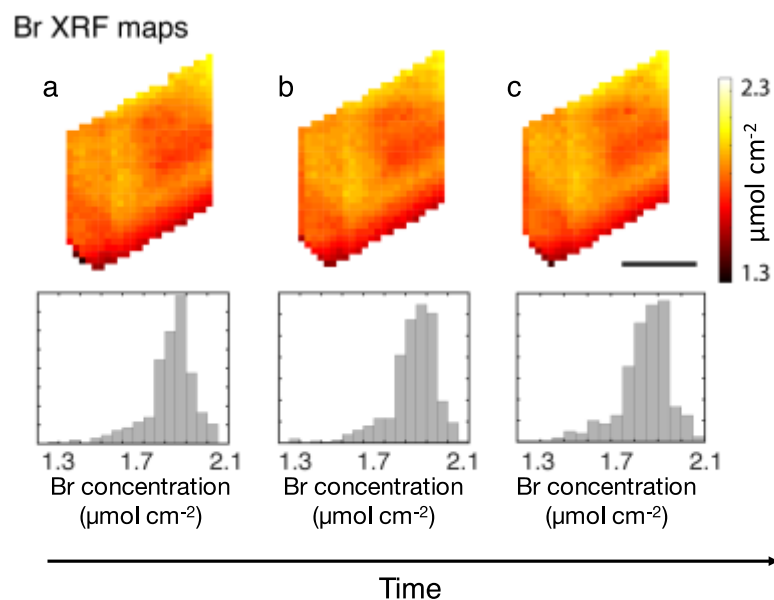 Br XRF maps
a
b
c
2.3
µmol cm-2
1.3
1.3 1.7 2.1
1.3 1.7 2.1
1.3 1.7 2.1
Br concentration
(µmol cm-2)
Br concentration
(µmol cm-2)
Br concentration
(µmol cm-2)
Time